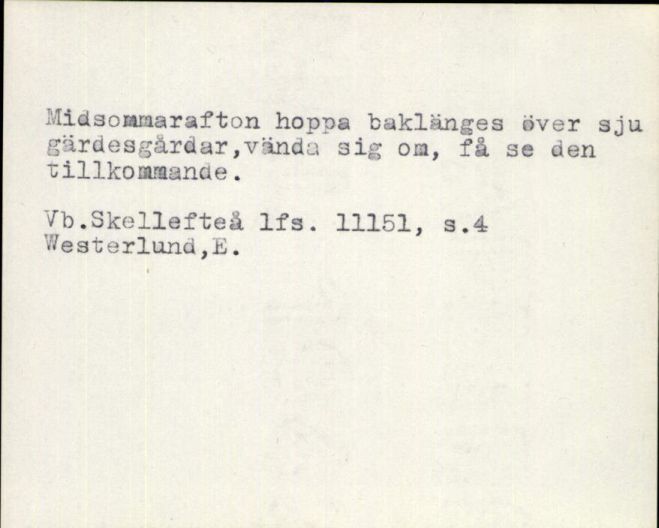 Midsommarafton hoppa baklänges över sju
gärdesgårdar,vända sig om, få se den
tillkommande.
Vb.Skellefteå lfs. 11151, s.4
Westerlund,E.